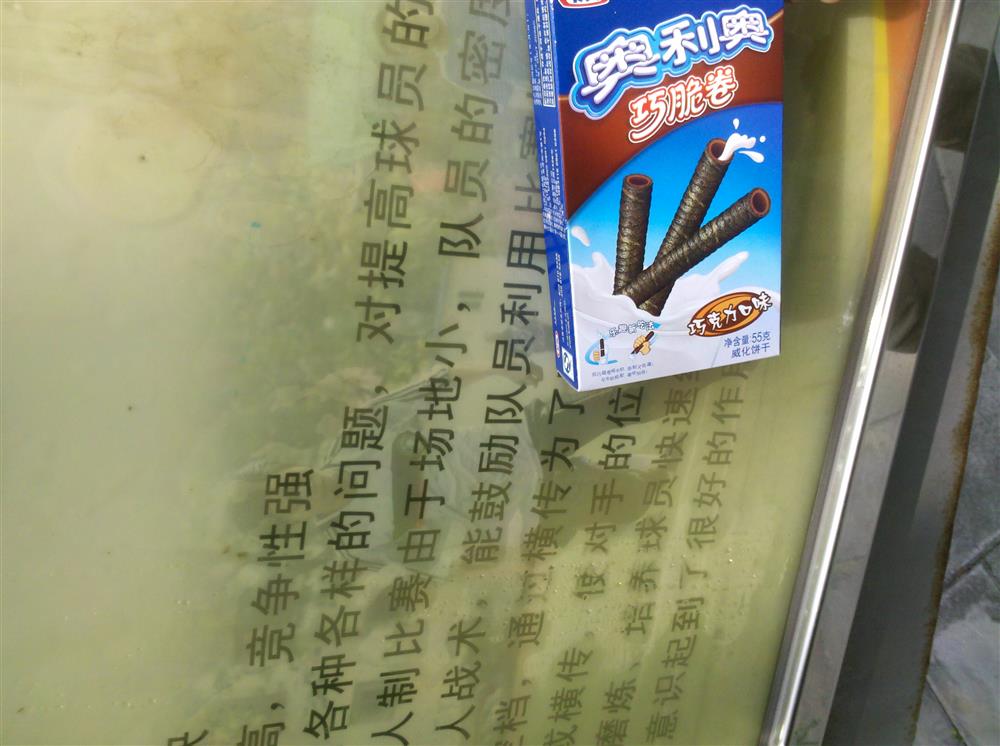 奥利奥
巧脆卷
巧克力口味
净含量:55克
威化饼干
高，竞争性强
各种各样的问题，对提高球员的
人制比赛由于场地小，队员的密度
人战术，能鼓励队员利用比赛
档，通过横传为了
或横传，使对手的位
磨炼、培养球员快速
意识起到了很好的作用